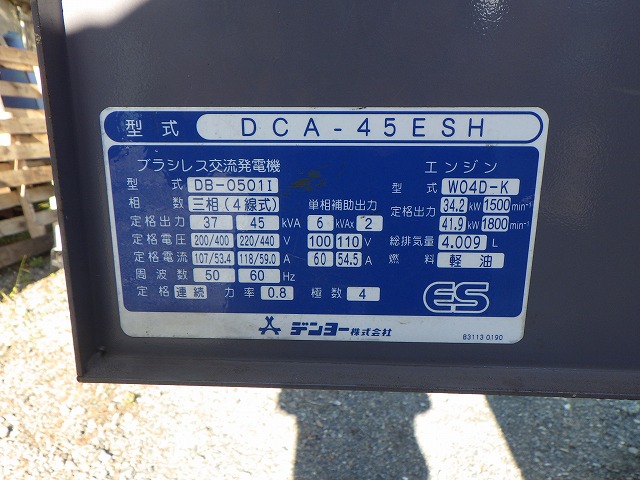 型式 DCA-45ESH
ブラシレス交流発電機
型式 DB-0501I
相数 三相(4線式) 単相補助出力
定格出力 37 45 kVA 6 kVAx 2
定格電圧 200/400 220/440 V 100 110 V
定格電流 107/53.4 118/59.0 A 60 54.5 A
周波数 50 60 Hz
定格 連続 力率 0.8 極数 4
エンジン
型式 W04D-K
定格出力 34.2 kW 1500 min⁻¹
41.9 kW 1800 min⁻¹
総排気量 4.009 L
燃料 軽油
ES
デンヨー株式会社
83113 0190